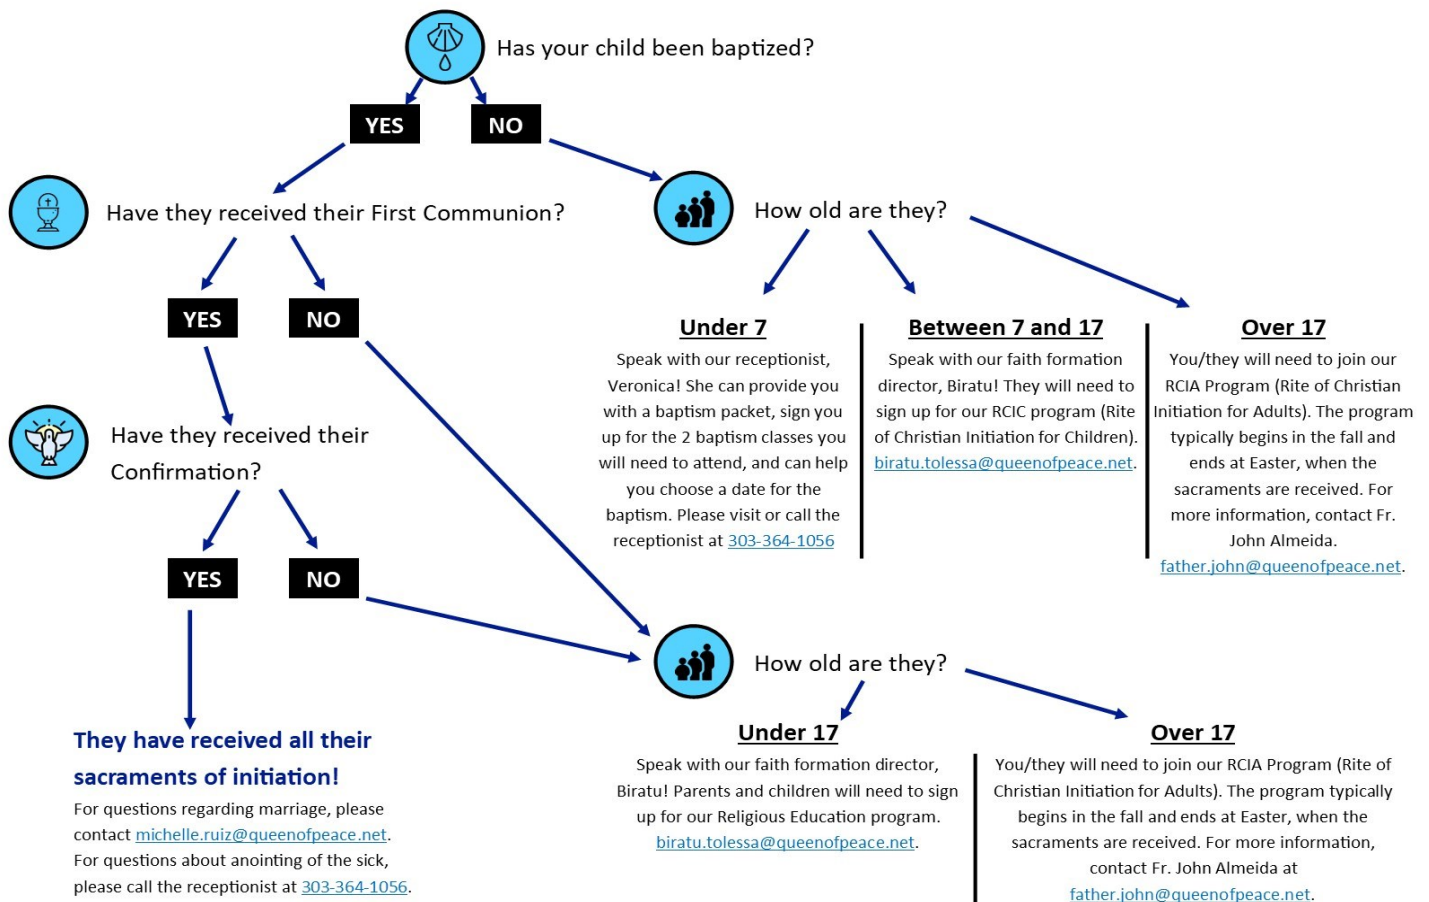 Has your child been baptized?
YES
NO
Have they received their First Communion?
How old are they?
YES
NO
Under 7
Speak with our receptionist,
Veronica! She can provide you
with a baptism packet, sign you
up for the 2 baptism classes you
will need to attend, and can help
you choose a date for the
baptism. Please visit or call the
receptionist at 303-364-1056
Between 7 and 17
Speak with our faith formation
director, Biratu! They will need to
sign up for our RCIC program (Rite
of Christian Initiation for Children).
biratu.tolessa@queenofpeace.net.
Over 17
You/they will need to join our
RCIA Program (Rite of Christian
Initiation for Adults). The program
typically begins in the fall and
ends at Easter, when the
sacraments are received. For
more information, contact Fr.
John Almeida.
father.john@queenofpeace.net.
Have they received their
Confirmation?
YES
NO
How old are they?
They have received all their
sacraments of initiation!
For questions regarding marriage, please
contact michelle.ruiz@queenofpeace.net.
For questions about anointing of the sick,
please call the receptionist at 303-364-1056.
Under 17
Speak with our faith formation director,
Biratu! Parents and children will need to sign
up for our Religious Education program.
biratu.tolessa@queenofpeace.net.
Over 17
You/they will need to join our RCIA Program (Rite of
Christian Initiation for Adults). The program typically
begins in the fall and ends at Easter, when the
sacraments are received. For more information,
contact Fr. John Almeida at
father.john@queenofpeace.net.